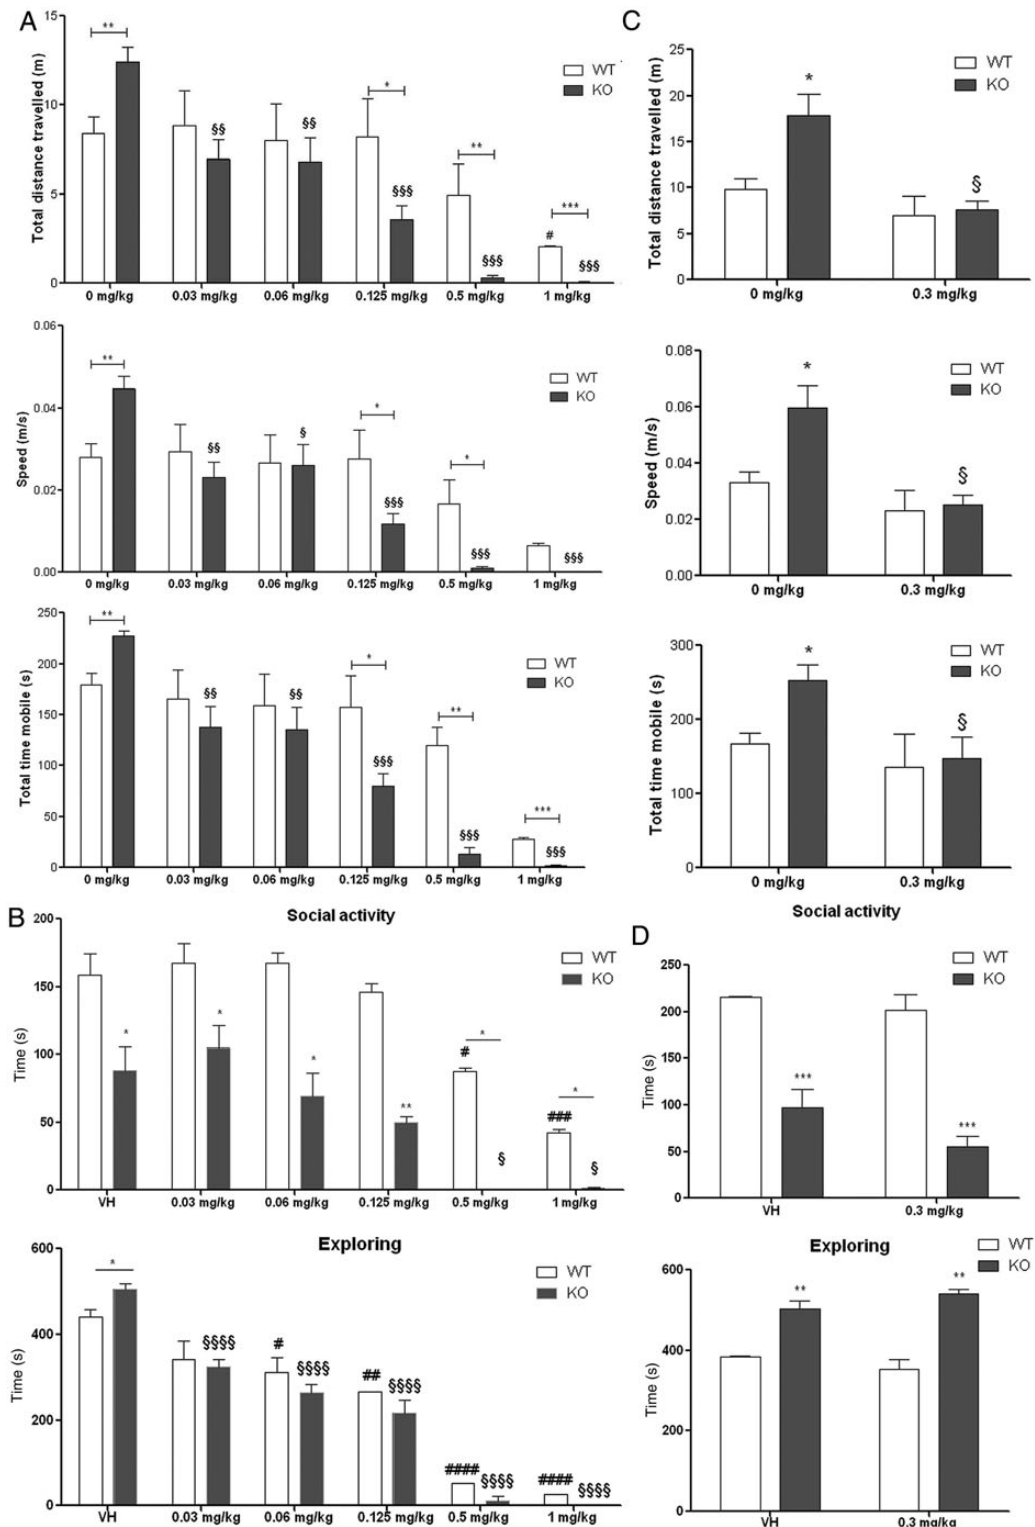 A
Total distance travelled (m)
15
10
5
0
**
§§
§§
*
§§§
**
§§§
***
#
§§§
WT
KO
0 mg/kg 0.03 mg/kg 0.06 mg/kg 0.125 mg/kg 0.5 mg/kg 1 mg/kg
Speed (m/s)
0.06
0.04
0.02
0.00
**
§§
§
*
§§§
*
§§§
§§§
WT
KO
0 mg/kg 0.03 mg/kg 0.06 mg/kg 0.125 mg/kg 0.5 mg/kg 1 mg/kg
Total time mobile (s)
250
200
150
100
50
0
**
§§
§§
*
§§§
**
§§§
***
§§§
WT
KO
0 mg/kg 0.03 mg/kg 0.06 mg/kg 0.125 mg/kg 0.5 mg/kg 1 mg/kg
B
Social activity
Time (s)
200
150
100
50
0
*
*
*
**
#
*
§
###
*
§
WT
KO
VH 0.03 mg/kg 0.06 mg/kg 0.125 mg/kg 0.5 mg/kg 1 mg/kg
Exploring
Time (s)
600
400
200
0
*
§§§§
#
§§§§
##
§§§§
####
§§§§
####
§§§§
WT
KO
VH 0.03 mg/kg 0.06 mg/kg 0.125 mg/kg 0.5 mg/kg 1 mg/kg
C
Total distance travelled (m)
25
20
15
10
5
0
*
§
WT
KO
0 mg/kg 0.3 mg/kg
Speed (m/s)
0.08
0.06
0.04
0.02
0.00
*
§
WT
KO
0 mg/kg 0.3 mg/kg
Total time mobile (s)
300
200
100
0
*
§
WT
KO
0 mg/kg 0.3 mg/kg
Social activity
D
Time (s)
250
200
150
100
50
0
***
***
WT
KO
VH 0.3 mg/kg
Exploring
Time (s)
600
400
200
0
**
**
WT
KO
VH 0.3 mg/kg